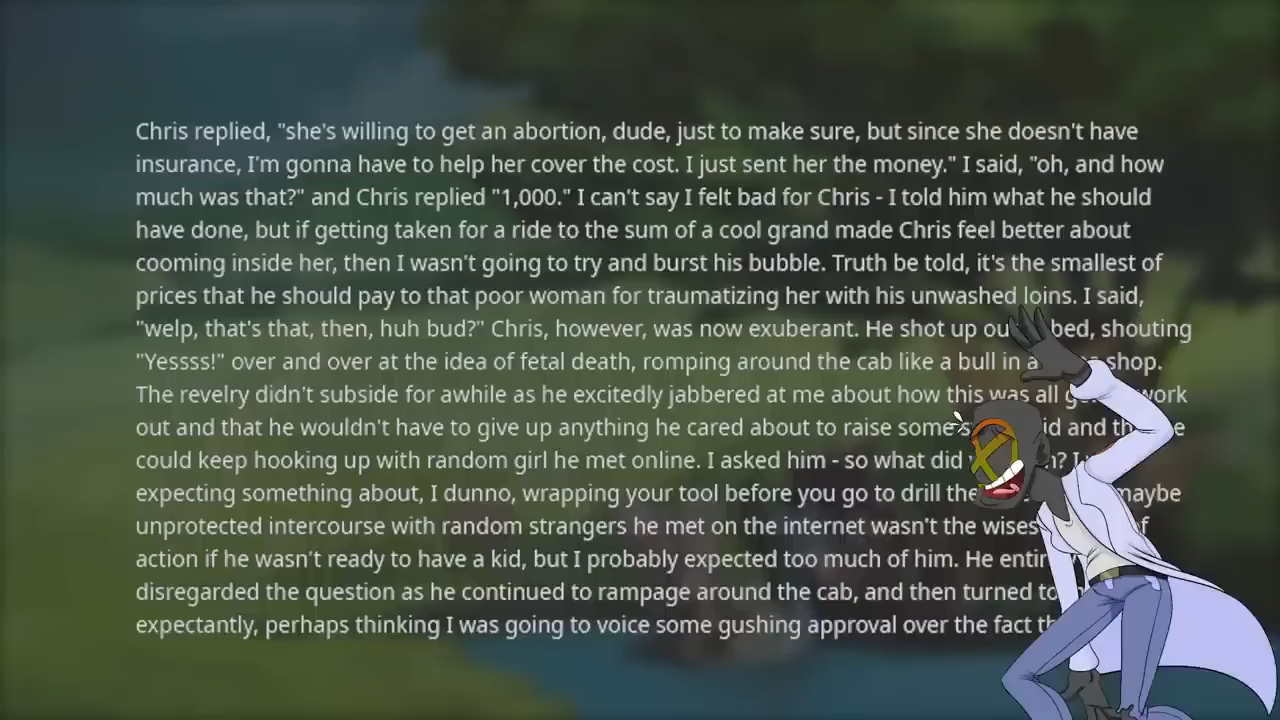 Chris replied, "she's willing to get an abortion, dude, just to make sure, but since she doesn't have
insurance, I'm gonna have to help her cover the cost. I just sent her the money." I said, "oh, and how
much was that?" and Chris replied "1,000." I can't say I felt bad for Chris - I told him what he should
have done, but if getting taken for a ride to the sum of a cool grand made Chris feel better about
cooming inside her, then I wasn't going to try and burst his bubble. Truth be told, it's the smallest of
prices that he should pay to that poor woman for traumatizing her with his unwashed loins. I said,
"welp, that's that, then, huh bud?" Chris, however, was now exuberant. He shot up bed, shouting
"Yessss!" over and over at the idea of fetal death, romping around the cab like a bull in a shop.
The revelry didn't subside for awhile as he excitedly jabbered at me about how this was all work
out and that he wouldn't have to give up anything he cared about to raise some and
could keep hooking up with random girl he met online. I asked him - so what did
expecting something about, I dunno, wrapping your tool before you go to drill maybe
unprotected intercourse with random strangers he met on the internet wasn't the of
action if he wasn't ready to have a kid, but I probably expected too much of him. He
disregarded the question as he continued to rampage around the cab, and then turned to
expectantly, perhaps thinking I was going to voice some gushing approval over the fact